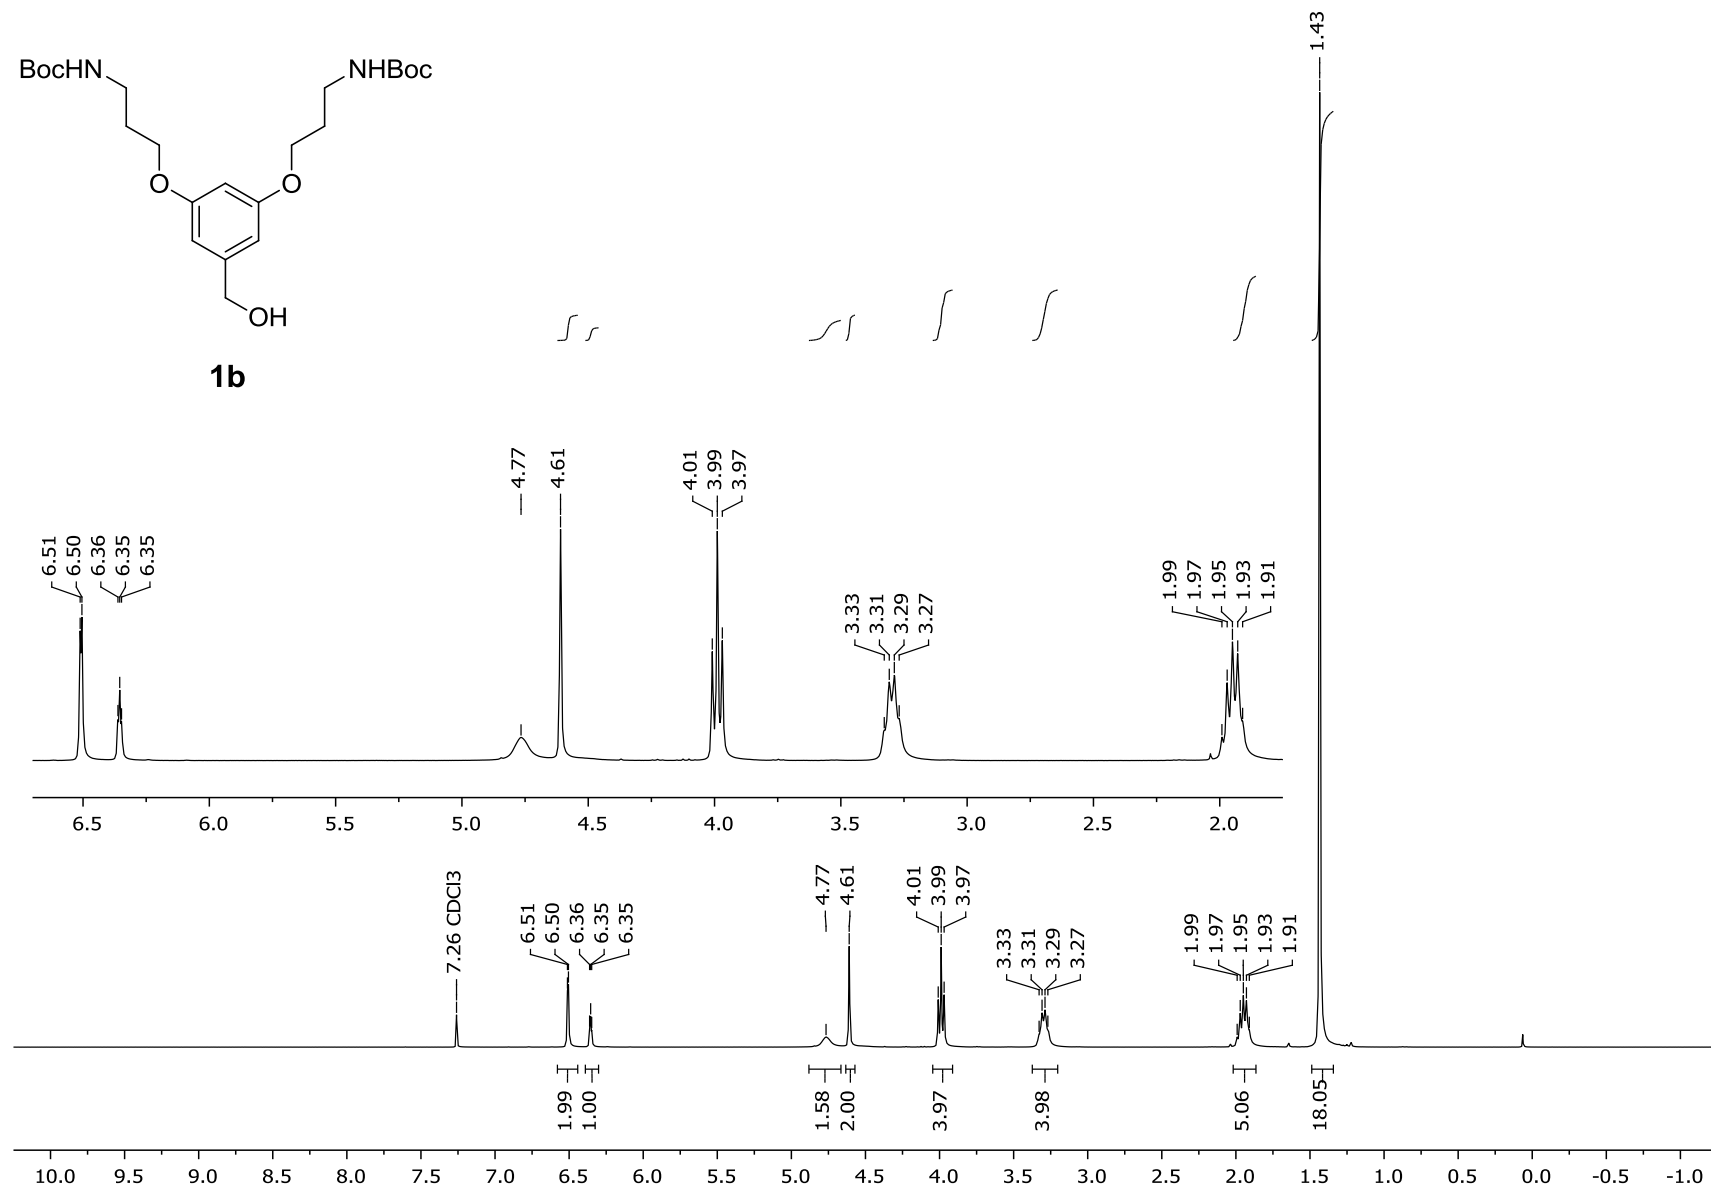 BocHN NHBoc
O O
OH
1b
1.43
4.77 4.61 4.01 3.99 3.97
6.51 6.50 6.36 6.35 6.35
3.33 3.31 3.29 3.27
1.99 1.97 1.95 1.93 1.91
6.5 6.0 5.5 5.0 4.5 4.0 3.5 3.0 2.5 2.0
7.26 CDCl3
6.51 6.50 6.36 6.35 6.35
4.77 4.61 4.01 3.99 3.97
3.33 3.31 3.29 3.27
1.99 1.97 1.95 1.93 1.91
1.99 1.00 1.58 2.00 3.97 3.98 5.06 18.05
10.0 9.5 9.0 8.5 8.0 7.5 7.0 6.5 6.0 5.5 5.0 4.5 4.0 3.5 3.0 2.5 2.0 1.5 1.0 0.5 0.0 -0.5 -1.0